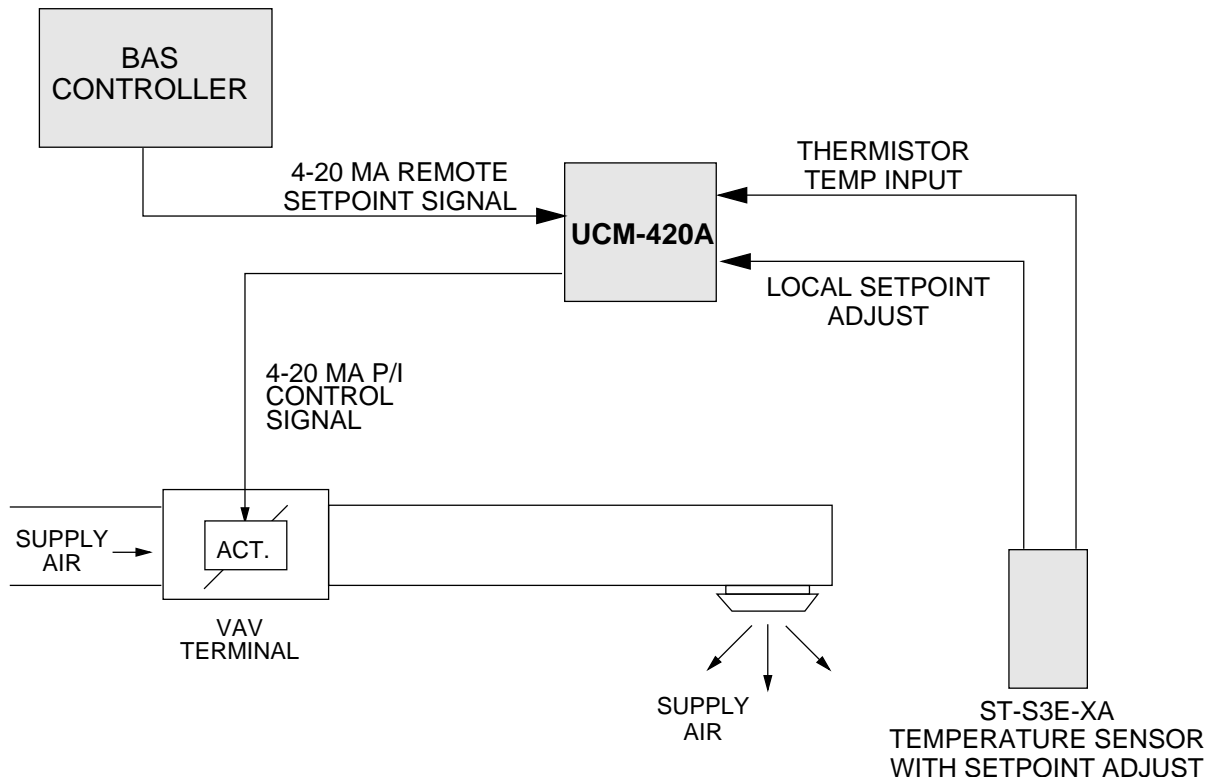 BAS
CONTROLLER
4-20 MA REMOTE
SETPOINT SIGNAL
THERMISTOR
TEMP INPUT
UCM-420A
LOCAL SETPOINT
ADJUST
4-20 MA P/I
CONTROL
SIGNAL
SUPPLY
AIR
ACT.
VAV
TERMINAL
SUPPLY
AIR
ST-S3E-XA
TEMPERATURE SENSOR
WITH SETPOINT ADJUST